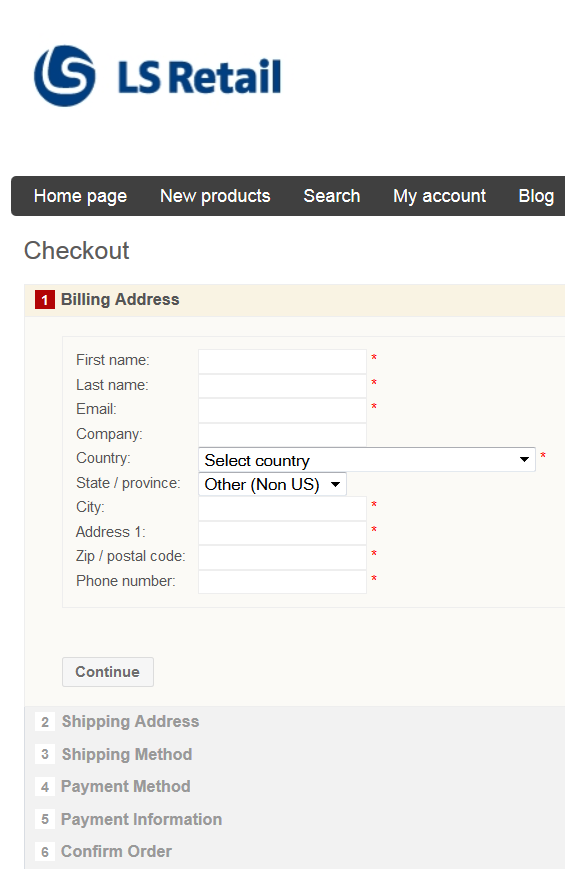 LS Retail
Home page New products Search My account Blog
Checkout
1 Billing Address
First name: *
Last name: *
Email: *
Company:
Country: Select country *
State / province: Other (Non US)
City: *
Address 1: *
Zip / postal code: *
Phone number: *
Continue
2 Shipping Address
3 Shipping Method
4 Payment Method
5 Payment Information
6 Confirm Order